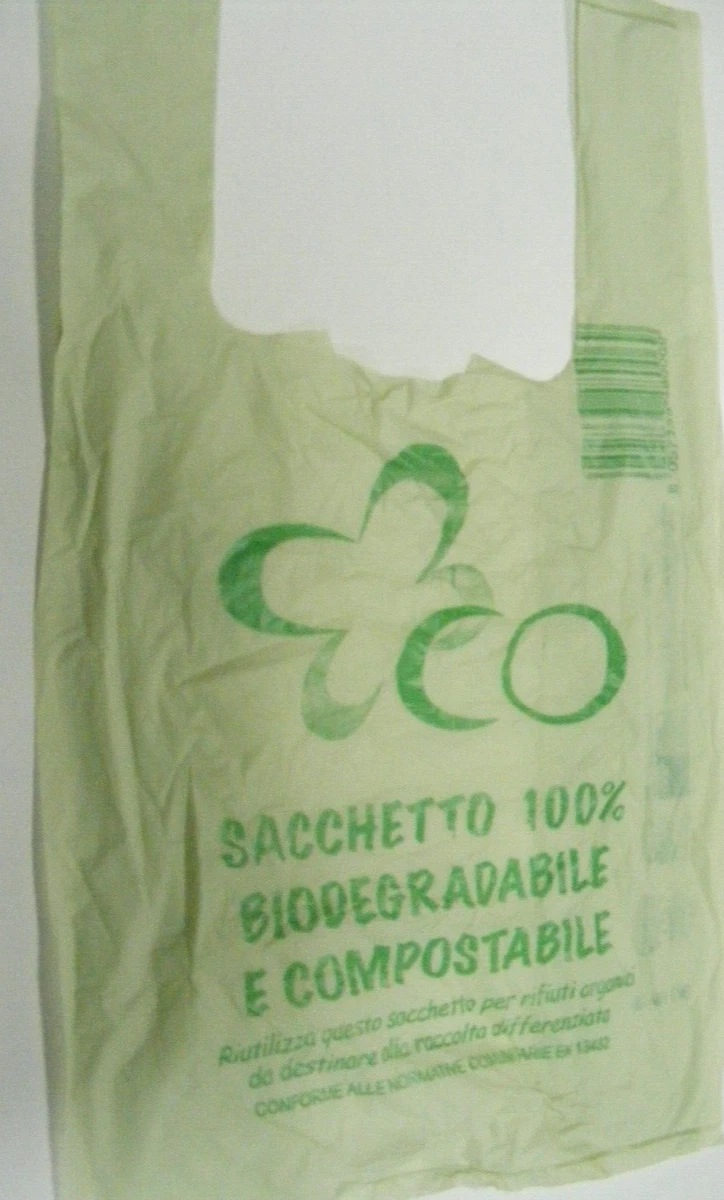 eco
SACCHETTO 100%
BIODEGRADABILE
E COMPOSTABILE
Riutilizza questo sacchetto per rifiuti organici
da destinare alla raccolta differenziata
CONFORME ALLE NORMATIVE COMUNITARIE EN 13432